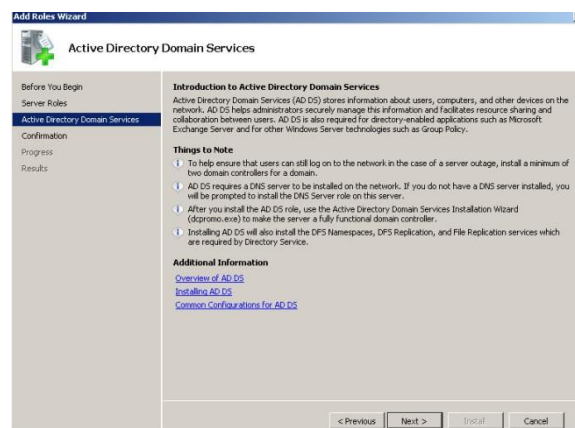 Add Roles Wizard
Active Directory Domain Services
Before You Begin
Server Roles
Active Directory Domain Services
Confirmation
Progress
Results
Introduction to Active Directory Domain Services
Active Directory Domain Services (AD DS) stores information about users, computers, and other devices on the
network. AD DS helps administrators securely manage this information and facilitates resource sharing and
collaboration between users. AD DS is also required for directory-enabled applications such as Microsoft
Exchange Server and for other Windows Server technologies such as Group Policy.
Things to Note
To help ensure that users can still log on to the network in the case of a server outage, install a minimum of
two domain controllers for a domain.
AD DS requires a DNS server to be installed on the network. If you do not have a DNS server installed, you
will be prompted to install the DNS Server role on this server.
After you install the AD DS role, use the Active Directory Domain Services Installation Wizard
(dcpromo.exe) to make the server a fully functional domain controller.
Installing AD DS will also install the DFS Namespaces, DFS Replication, and File Replication services which
are required by Directory Service.
Additional Information
Overview of AD DS
Installing AD DS
Common Configurations for AD DS
< Previous Next > Install Cancel